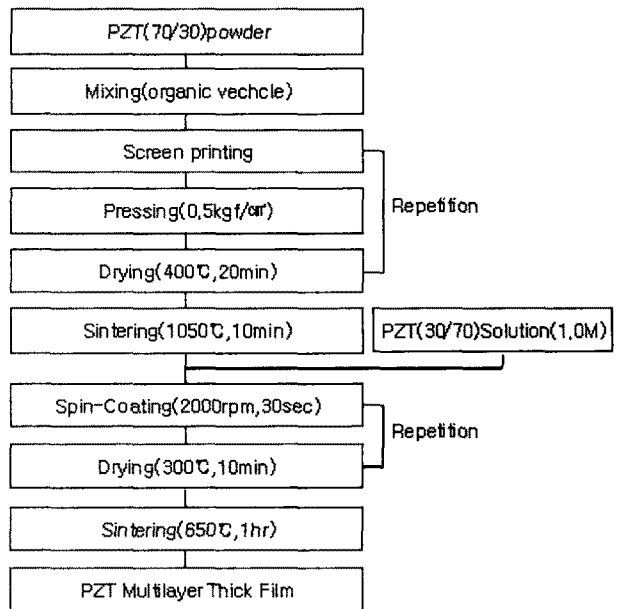 PZT(70/30)powder
Mixing(organic vechcle)
Screen printing
Pressing(0,5kgf/㎠)
Repetition
Drying(400℃,20min)
Sintering(1050℃,10min)
PZT(30/70)Solution(1,0M)
Spin-Coating(2000rpm,30sec)
Repetition
Drying(300℃,10min)
Sintering(650℃,1hr)
PZT Multilayer Thick Film